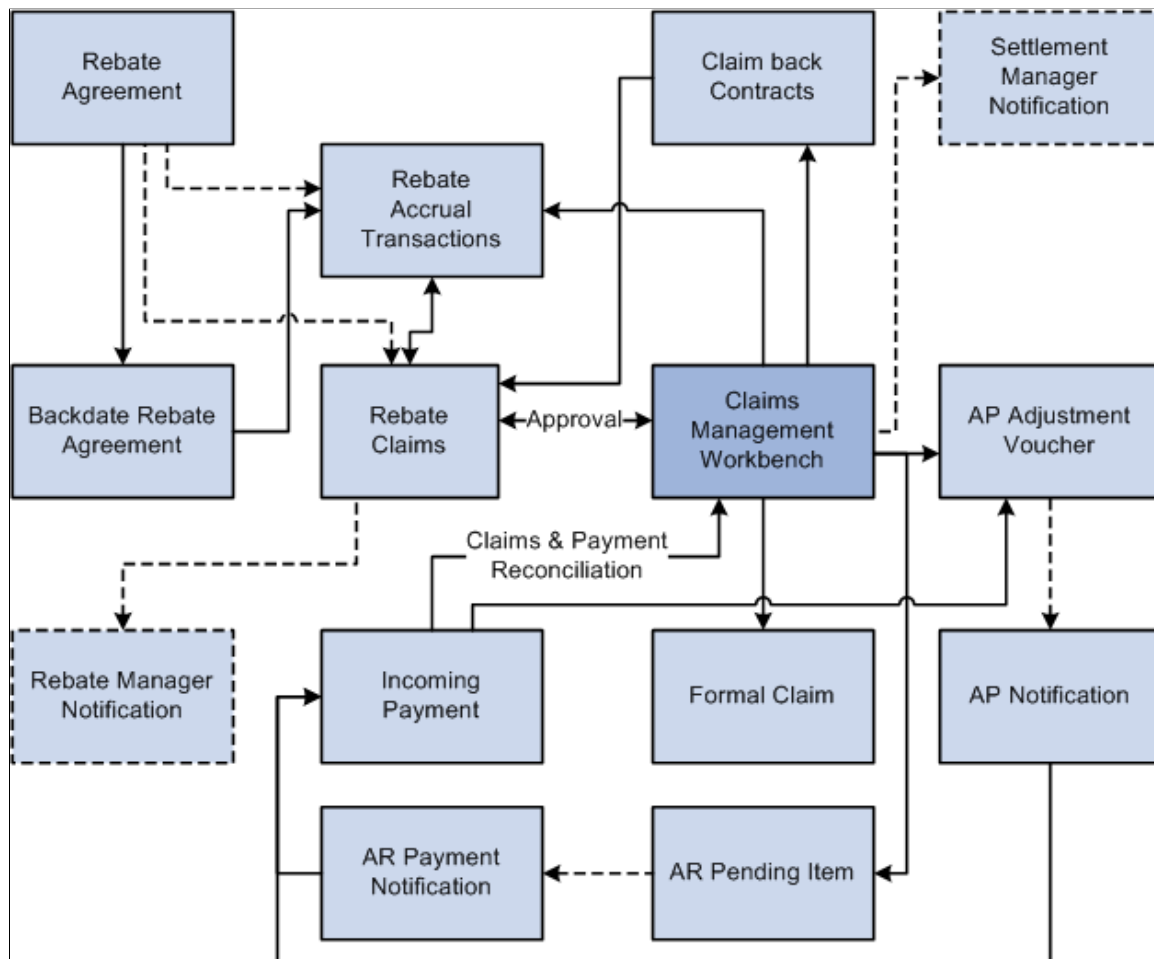 Rebate
Agreement
Claim back
Contracts
Settlement
Manager
Notification
Rebate
Accrual
Transactions
Backdate Rebate
Agreement
Rebate
Claims
Approval
Claims
Management
Workbench
AP Adjustment
Voucher
Claims & Payment
Reconciliation
Rebate Manager
Notification
Incoming
Payment
Formal Claim
AP Notification
AR Payment
Notification
AR Pending Item